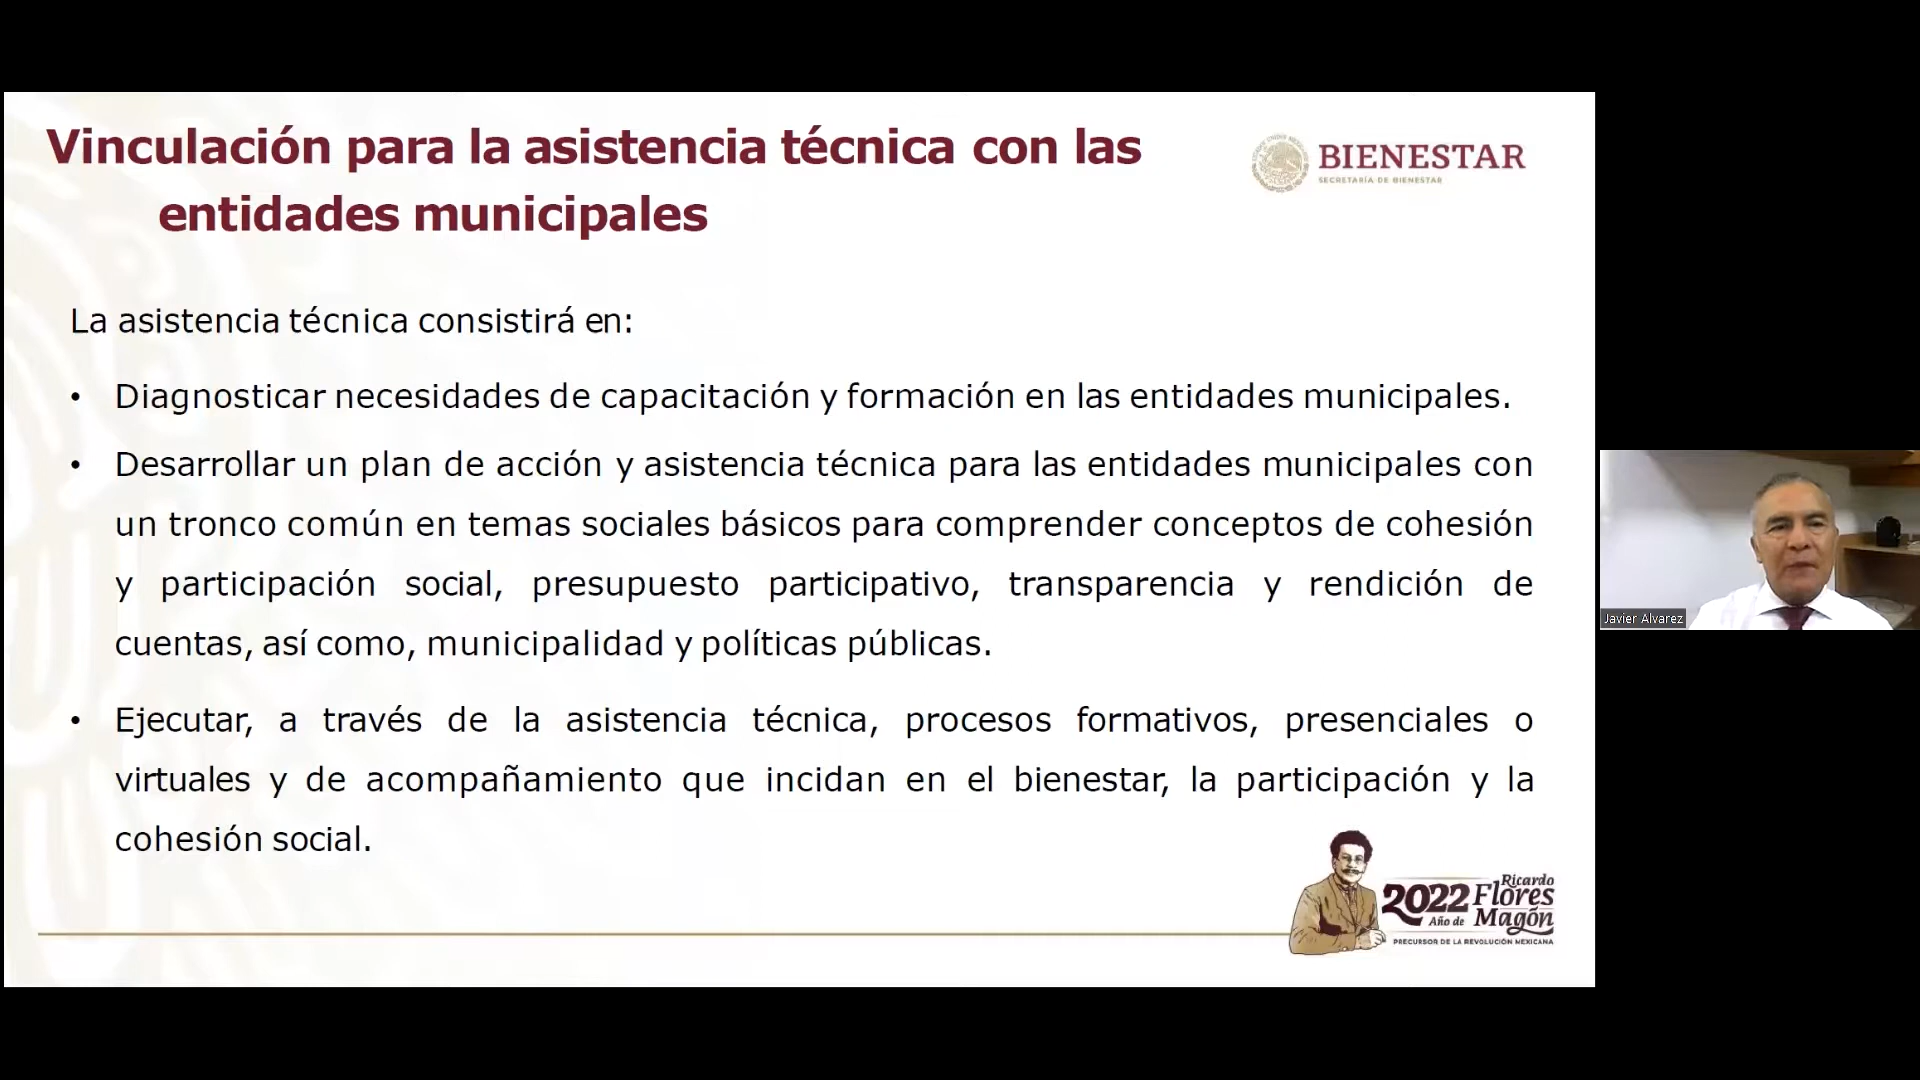 Vinculación para la asistencia técnica con las
entidades municipales
BIENESTAR
SECRETARÍA DE BIENESTAR
La asistencia técnica consistirá en:
• Diagnosticar necesidades de capacitación y formación en las entidades municipales.
• Desarrollar un plan de acción y asistencia técnica para las entidades municipales con
un tronco común en temas sociales básicos para comprender conceptos de cohesión
y participación social, presupuesto participativo, transparencia y rendición de
cuentas, así como, municipalidad y políticas públicas.
• Ejecutar, a través de la asistencia técnica, procesos formativos, presenciales o
virtuales y de acompañamiento que incidan en el bienestar, la participación y la
cohesión social.
2022 Ricardo
Flores
Año de Magón
PRECURSOR DE LA REVOLUCIÓN MEXICANA
Javier Alvarez